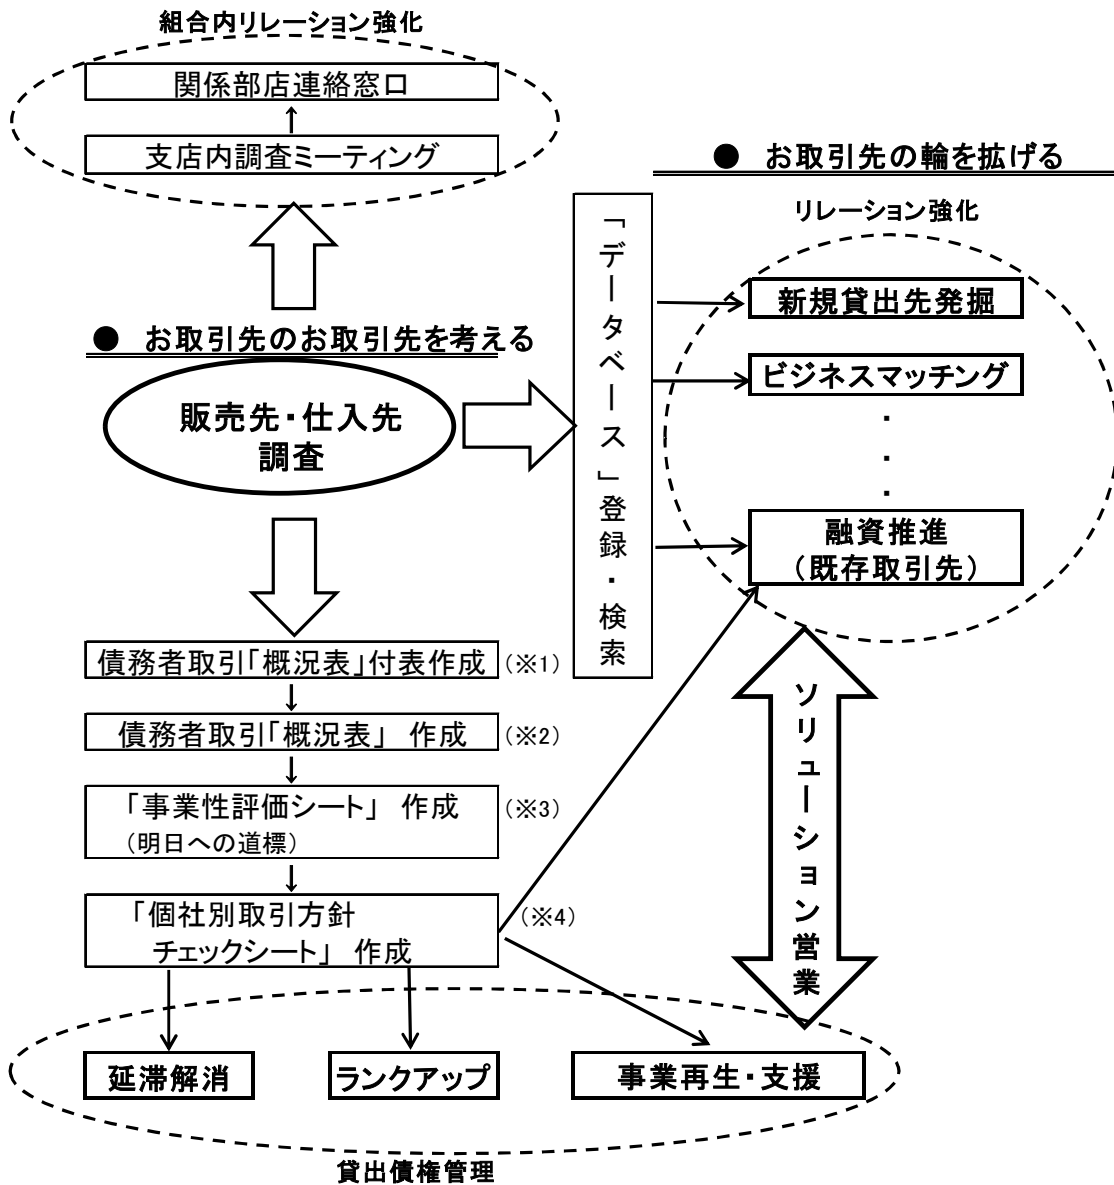 組合内リレーション強化
関係部店連絡窓口
↑
支店内調査ミーティング
● お取引先の輪を拡げる
リレーション強化
● お取引先のお取引先を考える
販売先・仕入先
調査
「データベース」登録・検索
新規貸出先発掘
ビジネスマッチング
・
・
・
融資推進
（既存取引先）
債務者取引「概況表」付表作成 (※1)
↓
債務者取引「概況表」 作成 (※2)
↓
「事業性評価シート」 作成 (※3)
（明日への道標）
↓
「個社別取引方針 (※4)
チェックシート」 作成
ソリューション営業
延滞解消
ランクアップ
事業再生・支援
貸出債権管理